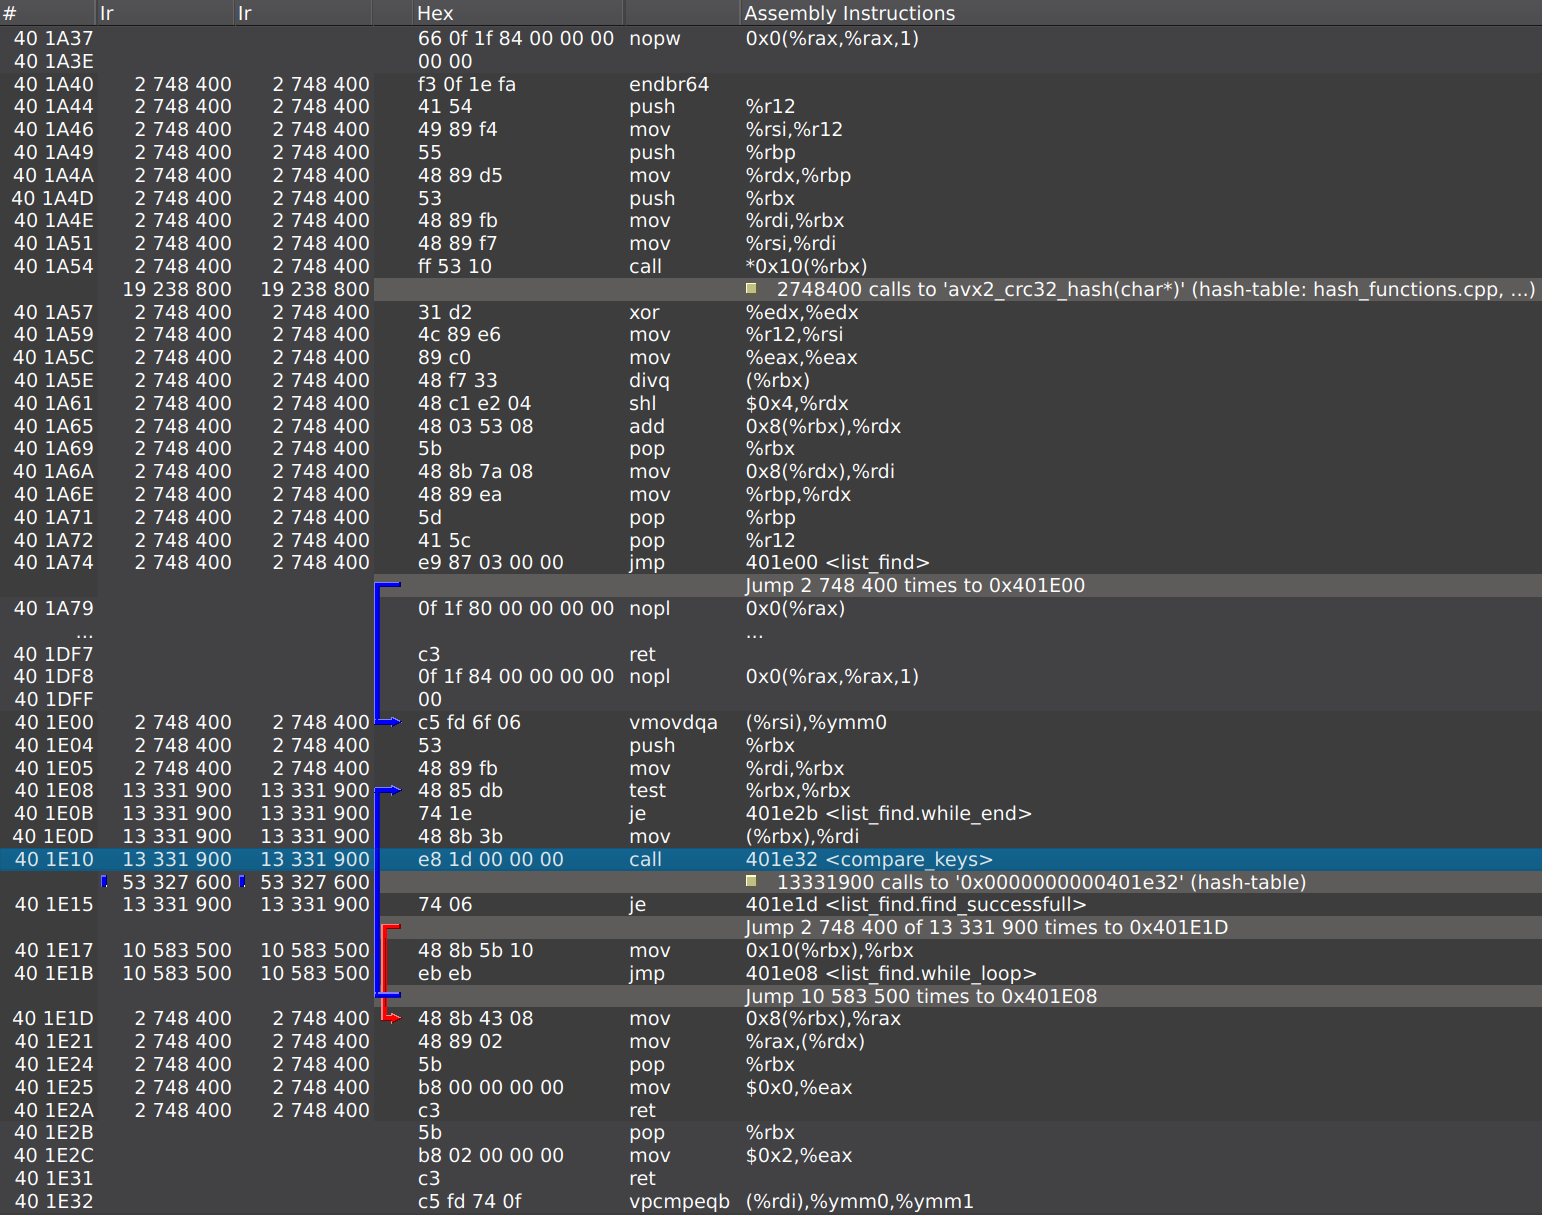 # Ir Ir Hex Assembly Instructions
40 1A37 66 0f 1f 84 00 00 00 nopw 0x0(%rax,%rax,1)
40 1A3E 00 00
40 1A40 2 748 400 2 748 400 f3 0f 1e fa endbr64
40 1A44 2 748 400 2 748 400 41 54 push %r12
40 1A46 2 748 400 2 748 400 49 89 f4 mov %rsi,%r12
40 1A49 2 748 400 2 748 400 55 push %rbp
40 1A4A 2 748 400 2 748 400 48 89 d5 mov %rdx,%rbp
40 1A4D 2 748 400 2 748 400 53 push %rbx
40 1A4E 2 748 400 2 748 400 48 89 fb mov %rdi,%rbx
40 1A51 2 748 400 2 748 400 48 89 f7 mov %rsi,%rdi
40 1A54 2 748 400 2 748 400 ff 53 10 call *0x10(%rbx)
19 238 800 19 238 800 2748400 calls to 'avx2_crc32_hash(char*)' (hash-table: hash_functions.cpp, ...)
40 1A57 2 748 400 2 748 400 31 d2 xor %edx,%edx
40 1A59 2 748 400 2 748 400 4c 89 e6 mov %r12,%rsi
40 1A5C 2 748 400 2 748 400 89 c0 mov %eax,%eax
40 1A5E 2 748 400 2 748 400 48 f7 33 divq (%rbx)
40 1A61 2 748 400 2 748 400 48 c1 e2 04 shl $0x4,%rdx
40 1A65 2 748 400 2 748 400 48 03 53 08 add 0x8(%rbx),%rdx
40 1A69 2 748 400 2 748 400 5b pop %rbx
40 1A6A 2 748 400 2 748 400 48 8b 7a 08 mov 0x8(%rdx),%rdi
40 1A6E 2 748 400 2 748 400 48 89 ea mov %rbp,%rdx
40 1A71 2 748 400 2 748 400 5d pop %rbp
40 1A72 2 748 400 2 748 400 41 5c pop %r12
40 1A74 2 748 400 2 748 400 e9 87 03 00 00 jmp 401e00 <list_find>
Jump 2 748 400 times to 0x401E00
40 1A79 0f 1f 80 00 00 00 00 nopl 0x0(%rax)
... ...
40 1DF7 c3 ret
40 1DF8 0f 1f 84 00 00 00 00 nopl 0x0(%rax,%rax,1)
40 1DFF 00
40 1E00 2 748 400 2 748 400 c5 fd 6f 06 vmovdqa (%rsi),%ymm0
40 1E04 2 748 400 2 748 400 53 push %rbx
40 1E05 2 748 400 2 748 400 48 89 fb mov %rdi,%rbx
40 1E08 13 331 900 13 331 900 48 85 db test %rbx,%rbx
40 1E0B 13 331 900 13 331 900 74 1e je 401e2b <list_find.while_end>
40 1E0D 13 331 900 13 331 900 48 8b 3b mov (%rbx),%rdi
40 1E10 13 331 900 13 331 900 e8 1d 00 00 00 call 401e32 <compare_keys>
53 327 600 53 327 600 13331900 calls to '0x0000000000401e32' (hash-table)
40 1E15 13 331 900 13 331 900 74 06 je 401e1d <list_find.find_successfull>
Jump 2 748 400 of 13 331 900 times to 0x401E1D
40 1E17 10 583 500 10 583 500 48 8b 5b 10 mov 0x10(%rbx),%rbx
40 1E1B 10 583 500 10 583 500 eb eb jmp 401e08 <list_find.while_loop>
Jump 10 583 500 times to 0x401E08
40 1E1D 2 748 400 2 748 400 48 8b 43 08 mov 0x8(%rbx),%rax
40 1E21 2 748 400 2 748 400 48 89 02 mov %rax,(%rdx)
40 1E24 2 748 400 2 748 400 5b pop %rbx
40 1E25 2 748 400 2 748 400 b8 00 00 00 00 mov $0x0,%eax
40 1E2A 2 748 400 2 748 400 c3 ret
40 1E2B 5b pop %rbx
40 1E2C b8 02 00 00 00 mov $0x2,%eax
40 1E31 c3 ret
40 1E32 c5 fd 74 0f vpcmpeqb (%rdi),%ymm0,%ymm1